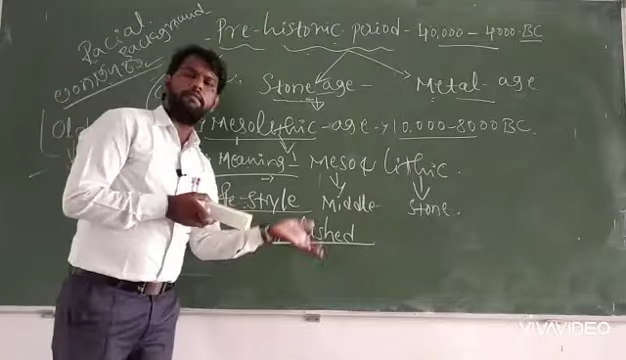 Racial
background
Pre-historic period - 40,000 - 4000 BC
Stone age - Metal age
Mesolithic age → 10,000-8000 BC.
Meaning: Meso & lithic.
style Middle Stone.
ished
VIVAVIDEO